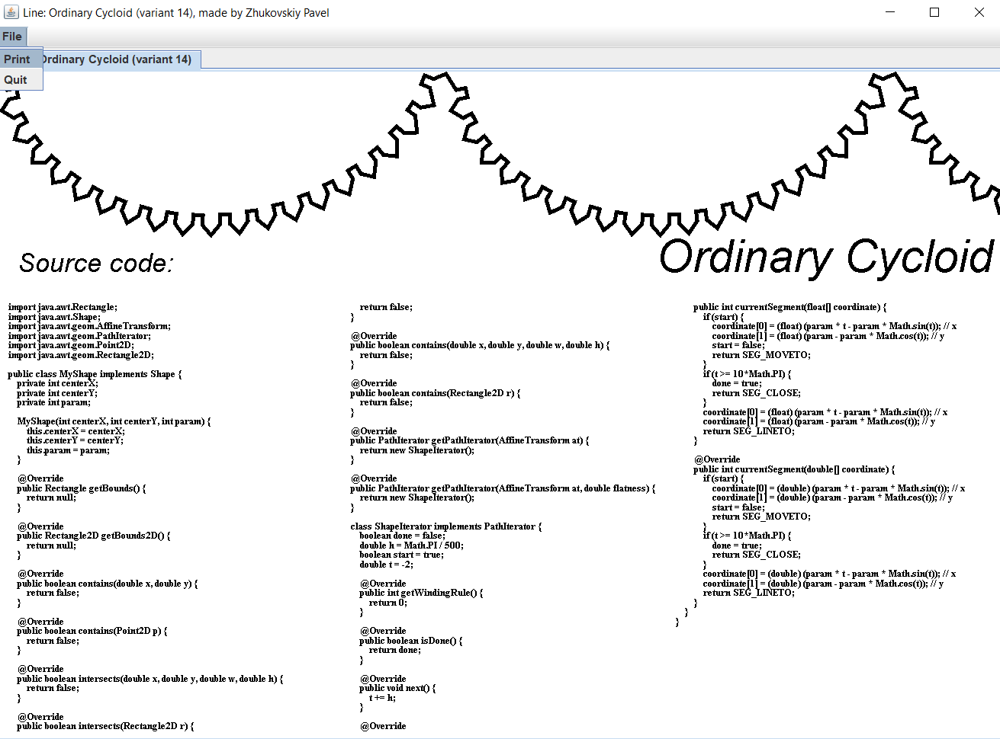 Line: Ordinary Cycloid (variant 14), made by Zhukovskiy Pavel
File
Print
Ordinary Cycloid (variant 14)
Quit
Source code:
Ordinary Cycloid
import java.awt.Rectangle;
import java.awt.Shape;
import java.awt.geom.AffineTransform;
import java.awt.geom.PathIterator;
import java.awt.geom.Point2D;
import java.awt.geom.Rectangle2D;
public class MyShape implements Shape {
private int centerX;
private int centerY;
private int param;
MyShape(int centerX, int centerY, int param) {
this.centerX = centerX;
this.centerY = centerY;
this.param = param;
}
@Override
public Rectangle getBounds() {
return null;
}
@Override
public Rectangle2D getBounds2D() {
return null;
}
@Override
public boolean contains(double x, double y) {
return false;
}
@Override
public boolean contains(Point2D p) {
return false;
}
@Override
public boolean intersects(double x, double y, double w, double h) {
return false;
}
@Override
public boolean intersects(Rectangle2D r) {
return false;
}
@Override
public boolean contains(double x, double y, double w, double h) {
return false;
}
@Override
public boolean contains(Rectangle2D r) {
return false;
}
@Override
public PathIterator getPathIterator(AffineTransform at) {
return new ShapeIterator();
}
@Override
public PathIterator getPathIterator(AffineTransform at, double flatness) {
return new ShapeIterator();
}
class ShapeIterator implements PathIterator {
boolean done = false;
double h = Math.PI / 500;
boolean start = true;
double t = -2;
@Override
public int getWindingRule() {
return 0;
}
@Override
public boolean isDone() {
return done;
}
@Override
public void next() {
t += h;
}
@Override
public int currentSegment(float[] coordinate) {
if (start) {
coordinate[0] = (float) (param * t - param * Math.sin(t)); // x
coordinate[1] = (float) (param - param * Math.cos(t)); // y
start = false;
return SEG_MOVETO;
}
if (t >= 10*Math.PI) {
done = true;
return SEG_CLOSE;
}
coordinate[0] = (float) (param * t - param * Math.sin(t)); // x
coordinate[1] = (float) (param - param * Math.cos(t)); // y
return SEG_LINETO;
}
@Override
public int currentSegment(double[] coordinate) {
if (start) {
coordinate[0] = (double) (param * t - param * Math.sin(t)); // x
coordinate[1] = (double) (param - param * Math.cos(t)); // y
start = false;
return SEG_MOVETO;
}
if (t >= 10*Math.PI) {
done = true;
return SEG_CLOSE;
}
coordinate[0] = (double) (param * t - param * Math.sin(t)); // x
coordinate[1] = (double) (param - param * Math.cos(t)); // y
return SEG_LINETO;
}
}
}